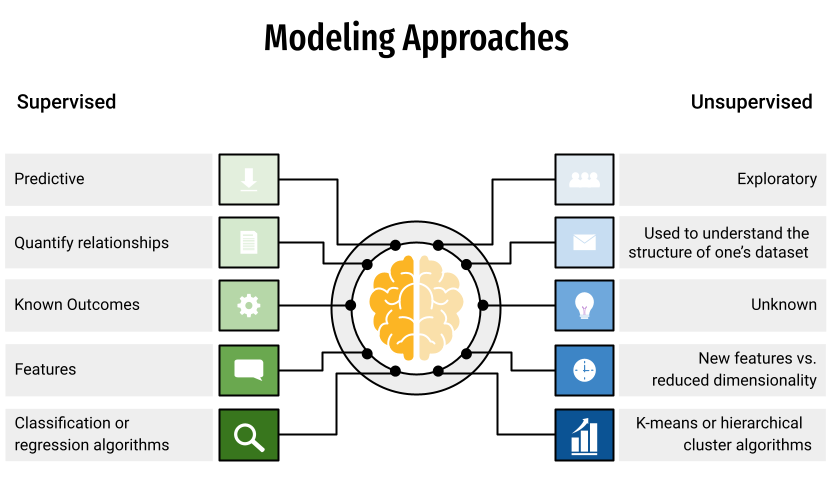 Modeling Approaches
Supervised
Unsupervised
Predictive
Exploratory
Quantify relationships
Used to understand the
structure of one's dataset
Known Outcomes
Unknown
Features
New features vs.
reduced dimensionality
Classification or
regression algorithms
K-means or hierarchical
cluster algorithms